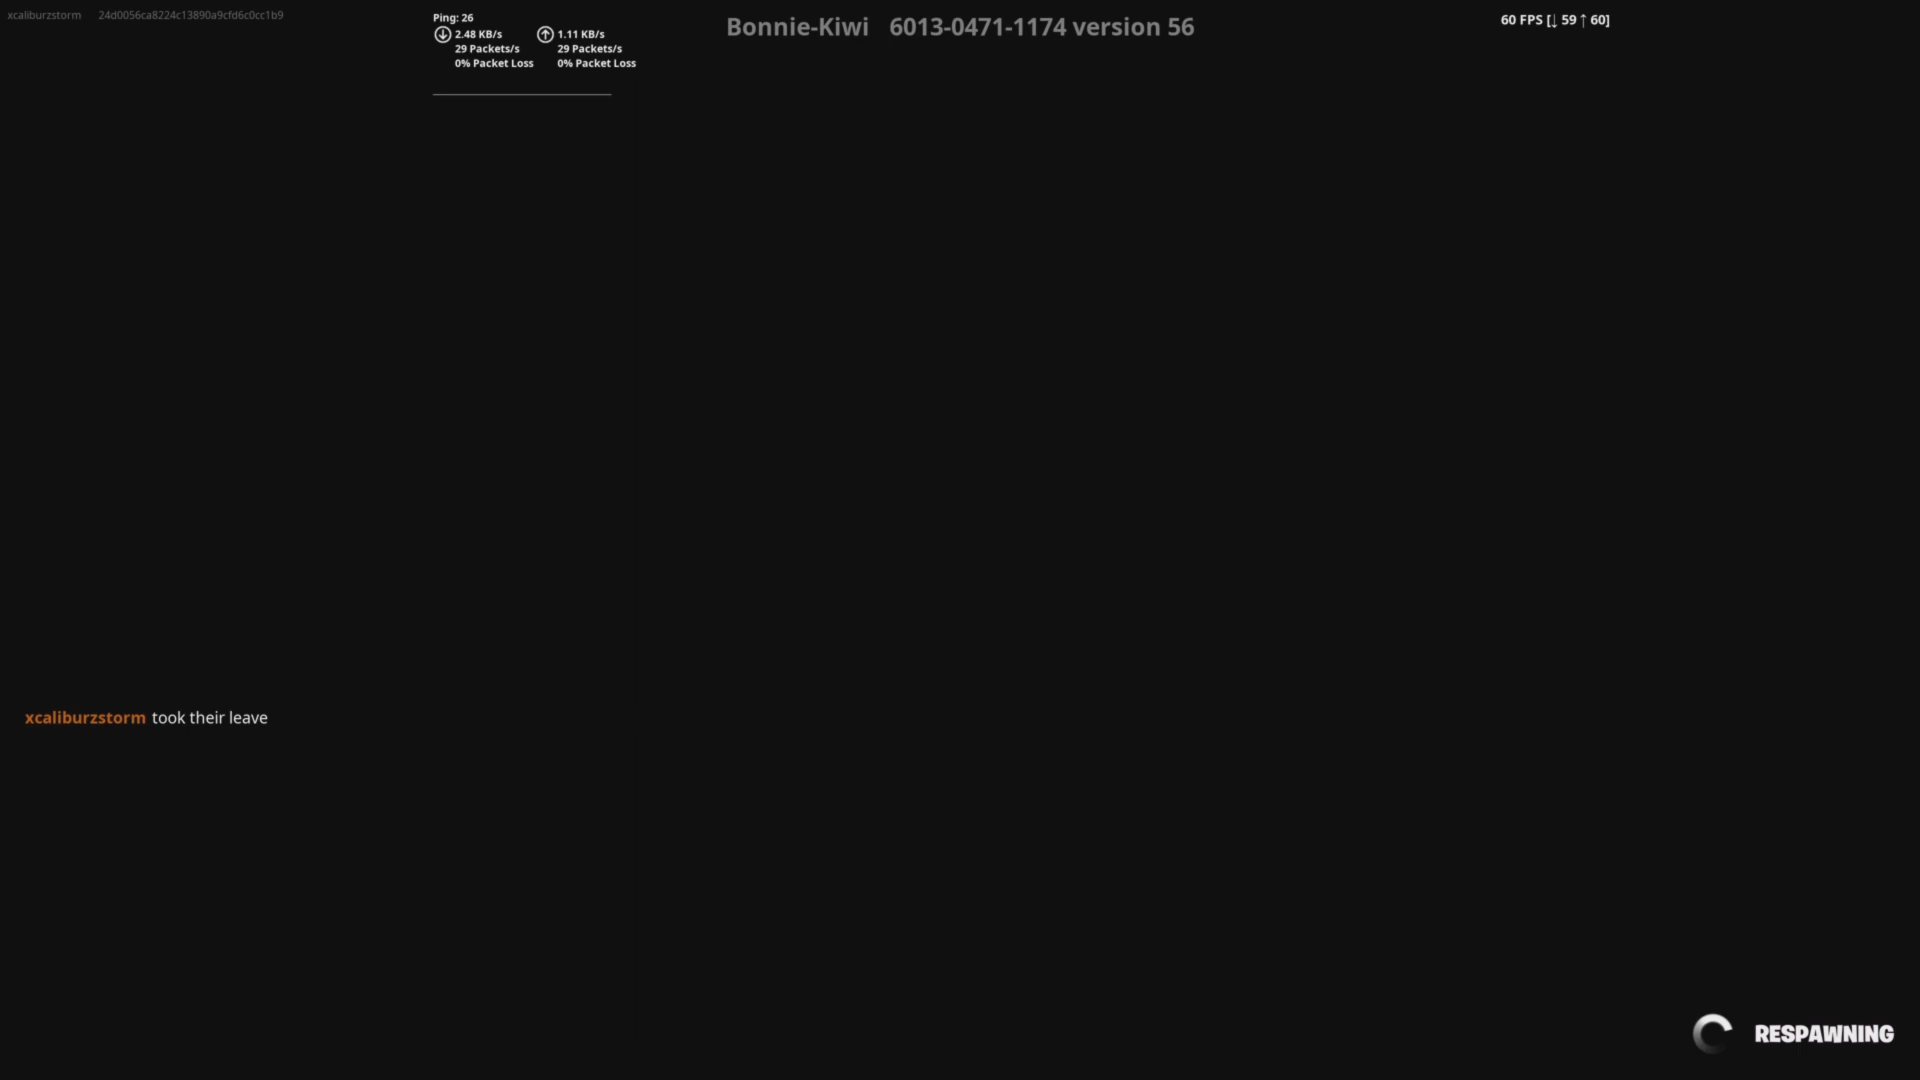 xcaliburzstorm 24d0056ca8224c13890a9cfd6c0cc1b9
Ping: 26
2.48 KB/s 1.11 KB/s
29 Packets/s 29 Packets/s
0% Packet Loss 0% Packet Loss
Bonnie-Kiwi 6013-0471-1174 version 56
60 FPS [↓ 59 ↑ 60]
xcaliburzstorm took their leave
RESPAWNING